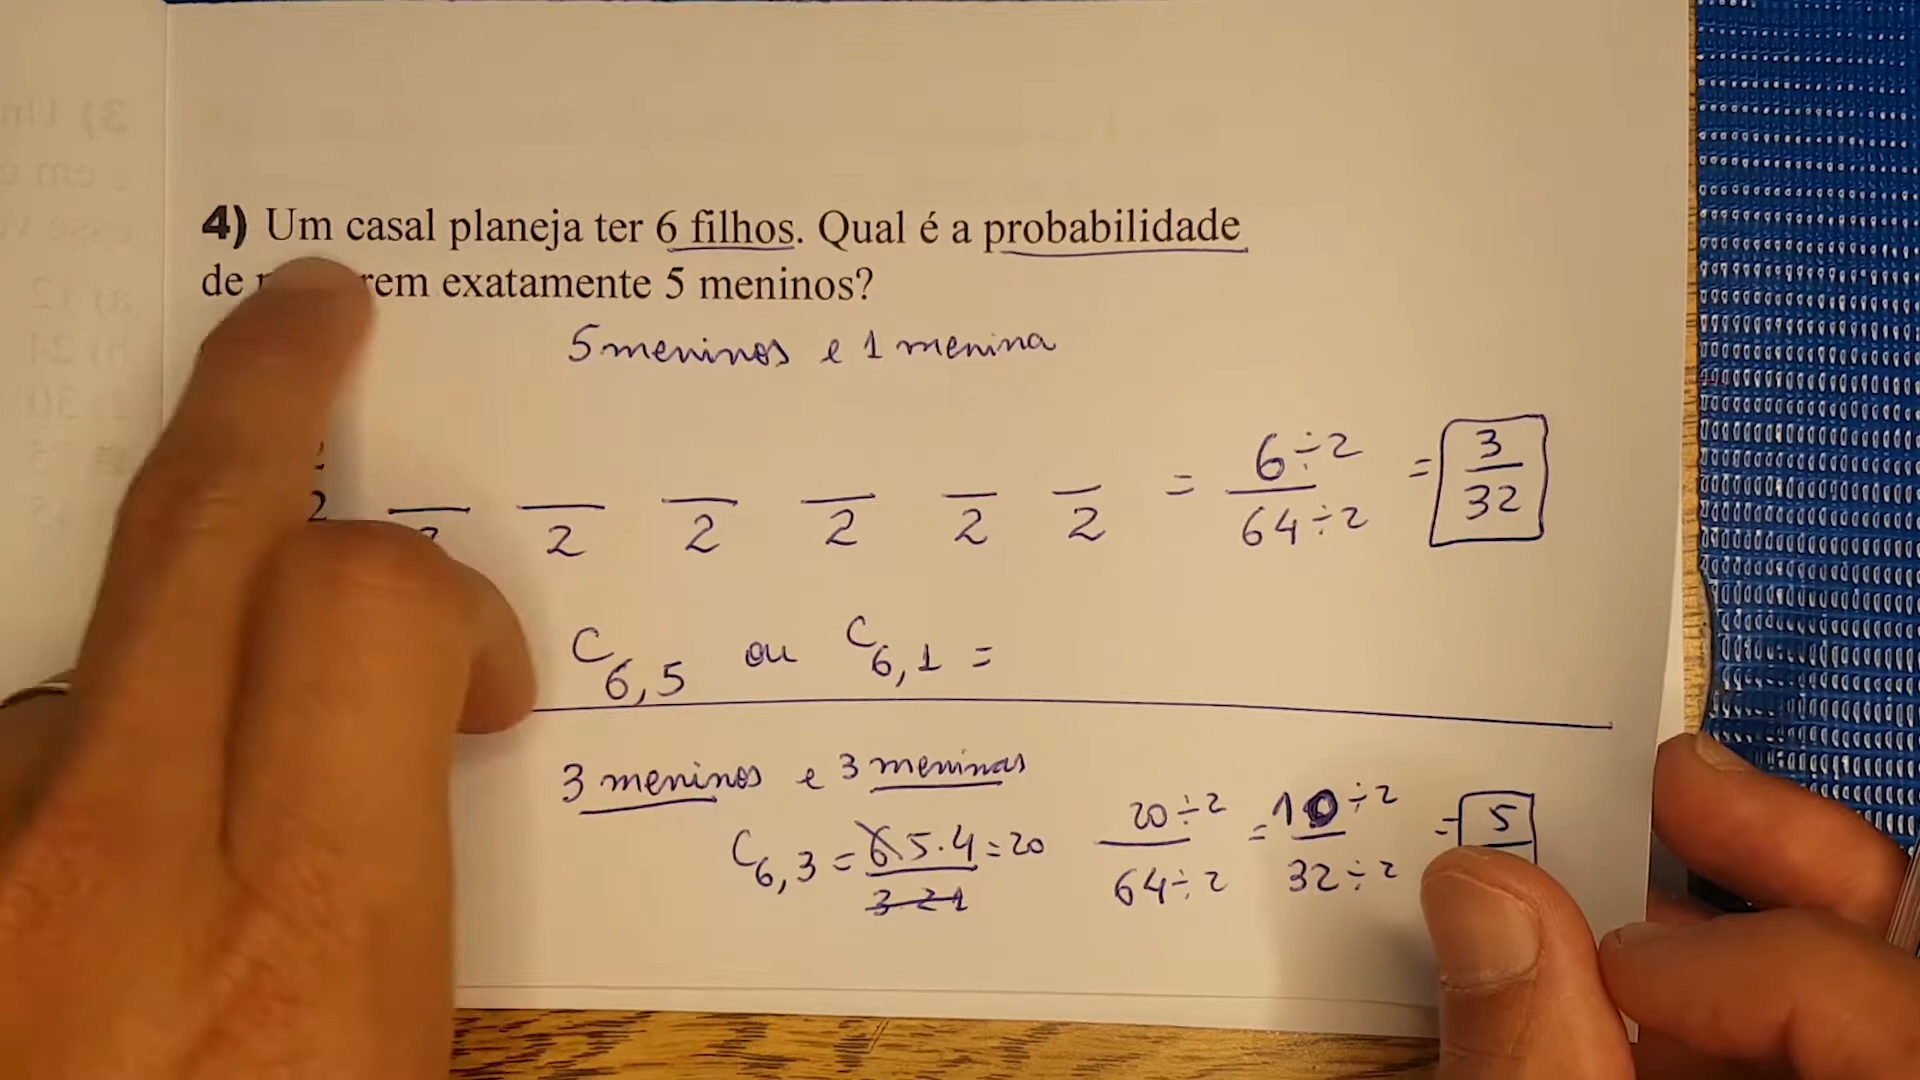 4) Um casal planeja ter 6 filhos. Qual é a probabilidade
de exatamente 5 meninos?
5 meninos e 1 menina
2 2 2 2 2 2 = 6÷2 / 64÷2 = 3/32
C6,5 ou C6,1 =
3 meninos e 3 meninas
C6,3 = 6 5·4 / 3 2 1 = 20 20÷2 / 64÷2 = 10÷2 / 32÷2 = 5